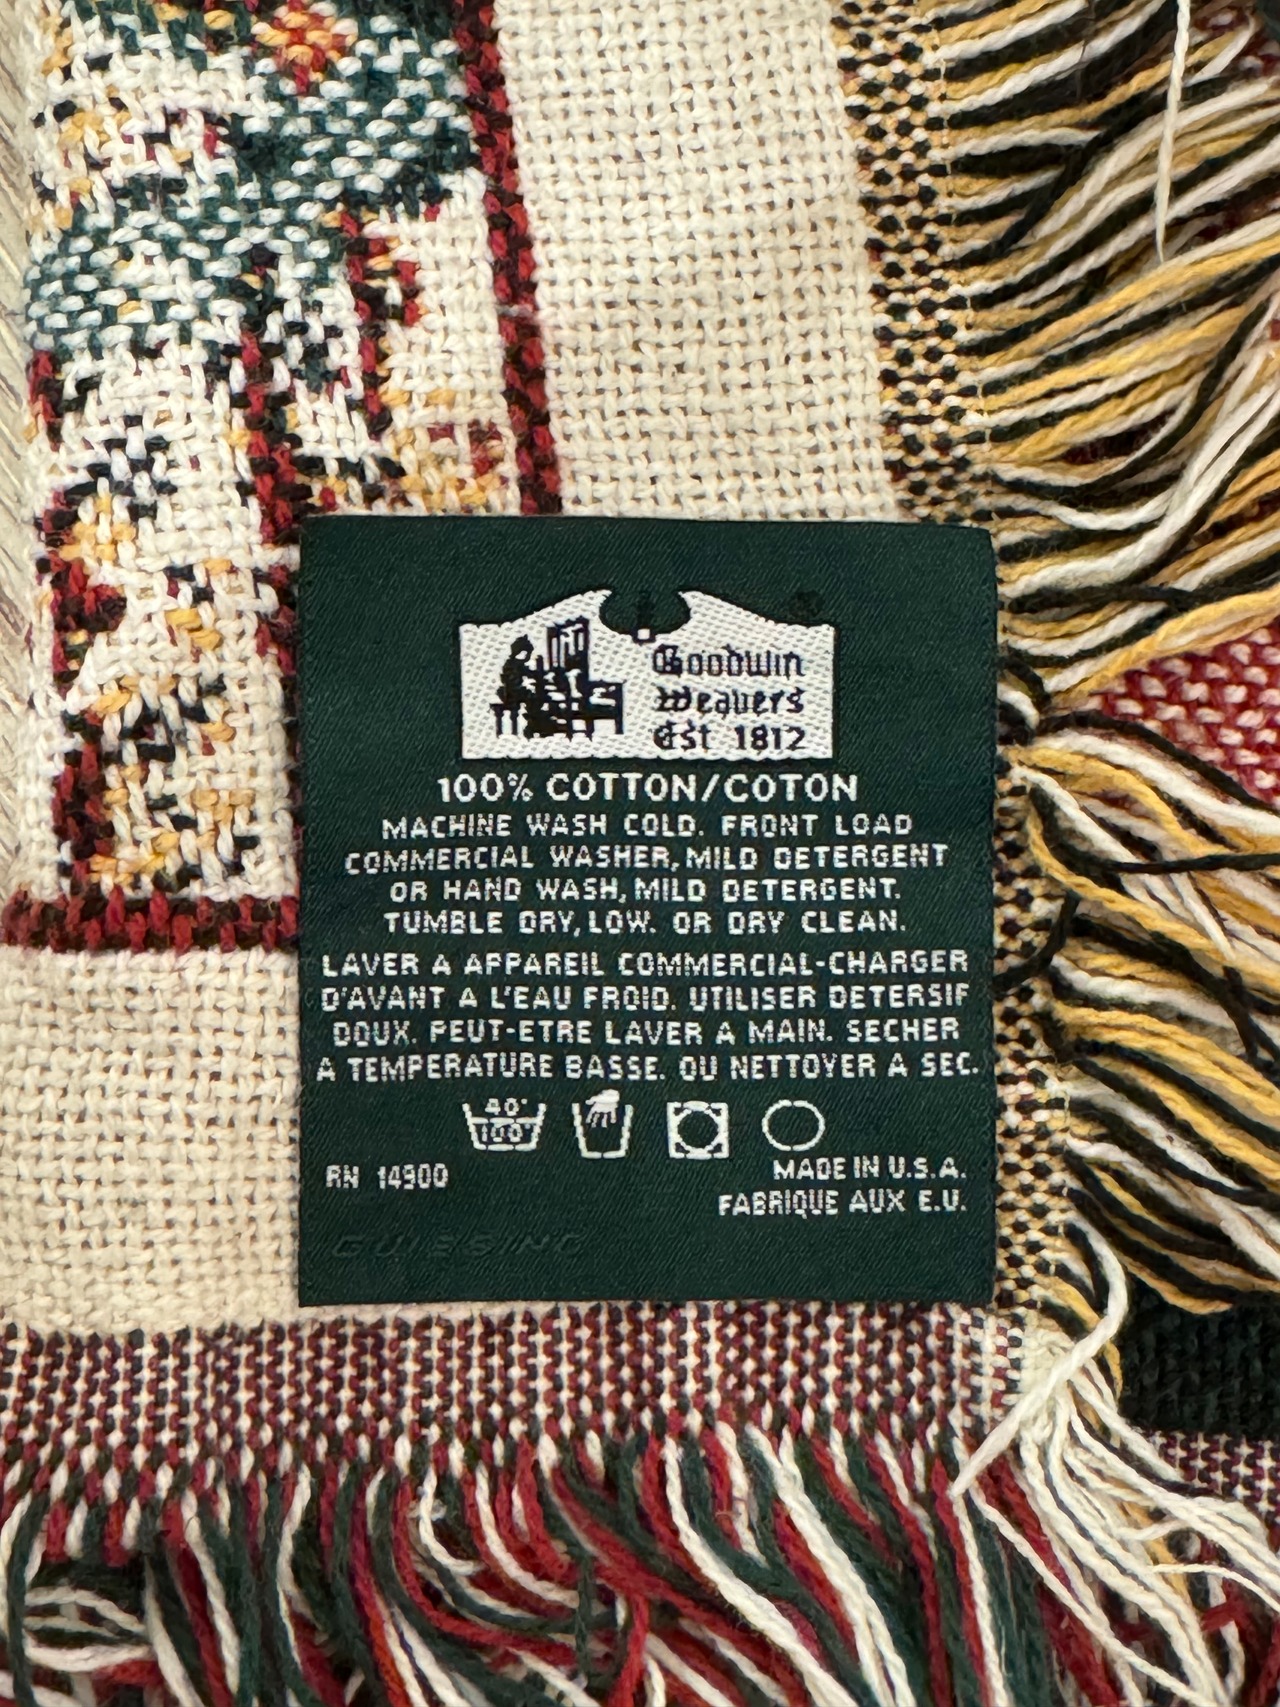 Goodwin
Weavers
Est 1812
100% COTTON/COTON
MACHINE WASH COLD. FRONT LOAD
COMMERCIAL WASHER, MILD DETERGENT
OR HAND WASH, MILD DETERGENT.
TUMBLE DRY, LOW. OR DRY CLEAN.
LAVER A APPAREIL COMMERCIAL-CHARGER
D'AVANT A L'EAU FROID. UTILISER DETERSIF
DOUX. PEUT-ETRE LAVER A MAIN. SECHER
A TEMPERATURE BASSE. OU NETTOYER A SEC.
40°
100°
RN 14900
MADE IN U.S.A.
FABRIQUE AUX E.U.